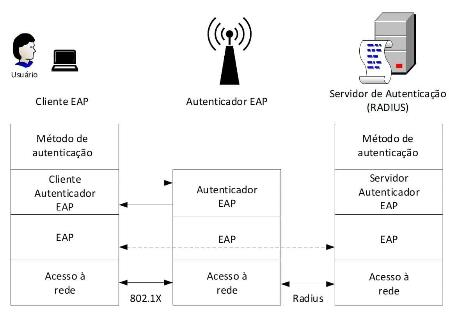 Usuário
Cliente EAP
Autenticador EAP
Servidor de Autenticação
(RADIUS)
Método de
autenticação
Método de
autenticação
Cliente
Autenticador
EAP
Autenticador
EAP
Servidor
Autenticador
EAP
EAP
EAP
EAP
Acesso à
rede
802.1X
Acesso à
rede
Radius
Acesso à
rede